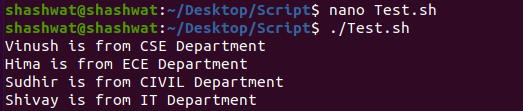 shashwat@shashwat:~/Desktop/Script$ nano Test.sh
shashwat@shashwat:~/Desktop/Script$ ./Test.sh
Vinush is from CSE Department
Hima is from ECE Department
Sudhir is from CIVIL Department
Shivay is from IT Department